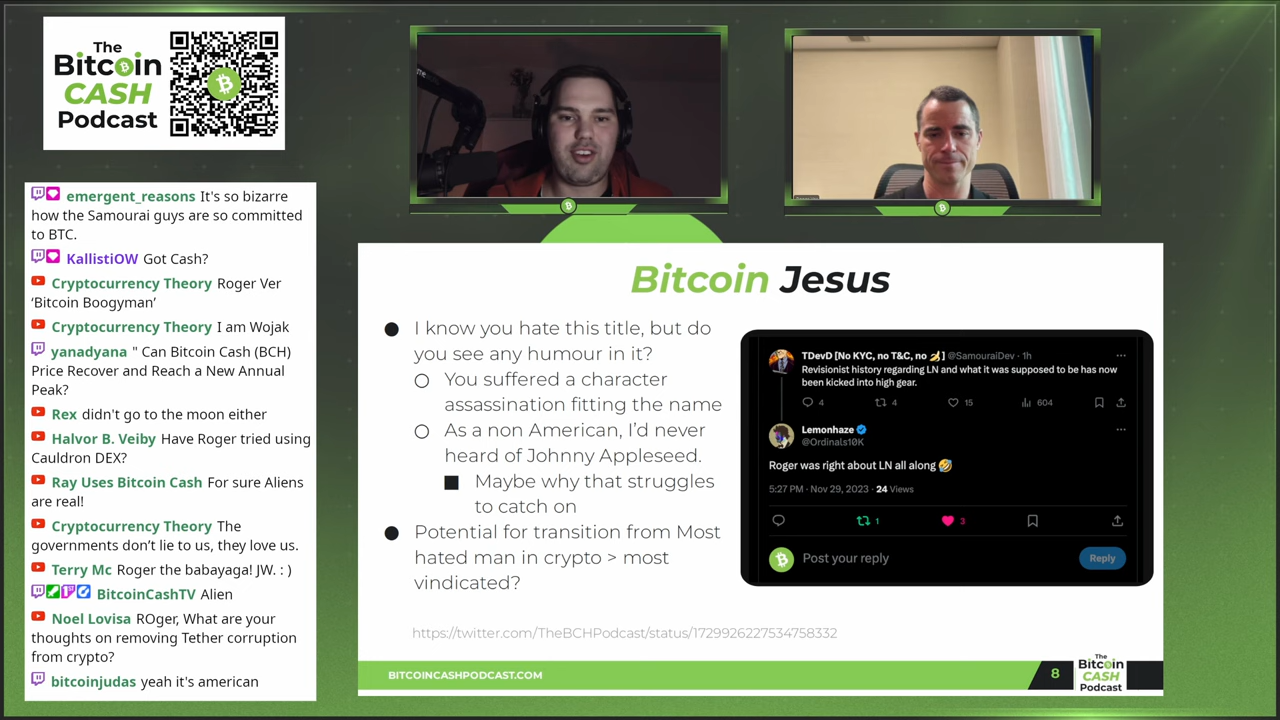 The
Bitcoin
CASH
Podcast
emergent_reasons It's so bizarre
how the Samourai guys are so committed
to BTC.
KallistiOW Got Cash?
Cryptocurrency Theory Roger Ver
‘Bitcoin Boogyman’
Cryptocurrency Theory I am Wojak
yanadyana " Can Bitcoin Cash (BCH)
Price Recover and Reach a New Annual
Peak?
Rex didn't go to the moon either
Halvor B. Veiby Have Roger tried using
Cauldron DEX?
Ray Uses Bitcoin Cash For sure Aliens
are real!
Cryptocurrency Theory The
governments don’t lie to us, they love us.
Terry Mc Roger the babayaga! JW. : )
BitcoinCashTV Alien
Noel Lovisa ROger, What are your
thoughts on removing Tether corruption
from crypto?
bitcoinjudas yeah it's american
Bitcoin Jesus
I know you hate this title, but do
you see any humour in it?
You suffered a character
assassination fitting the name
As a non American, I’d never
heard of Johnny Appleseed.
Maybe why that struggles
to catch on
Potential for transition from Most
hated man in crypto > most
vindicated?
TDevD [No KYC, no T&C, no 🍌] @SamouraiDev · 1h
Revisionist history regarding LN and what it was supposed to be has now
been kicked into high gear.
4 4 15 604
Lemonhaze
@Ordinals10K
Roger was right about LN all along 🤣
5:27 PM · Nov 29, 2023 · 24 Views
1 3
Post your reply
Reply
https://twitter.com/TheBCHPodcast/status/1729926227534758332
BITCOINCASHPODCAST.COM
8
The
Bitcoin
CASH
Podcast